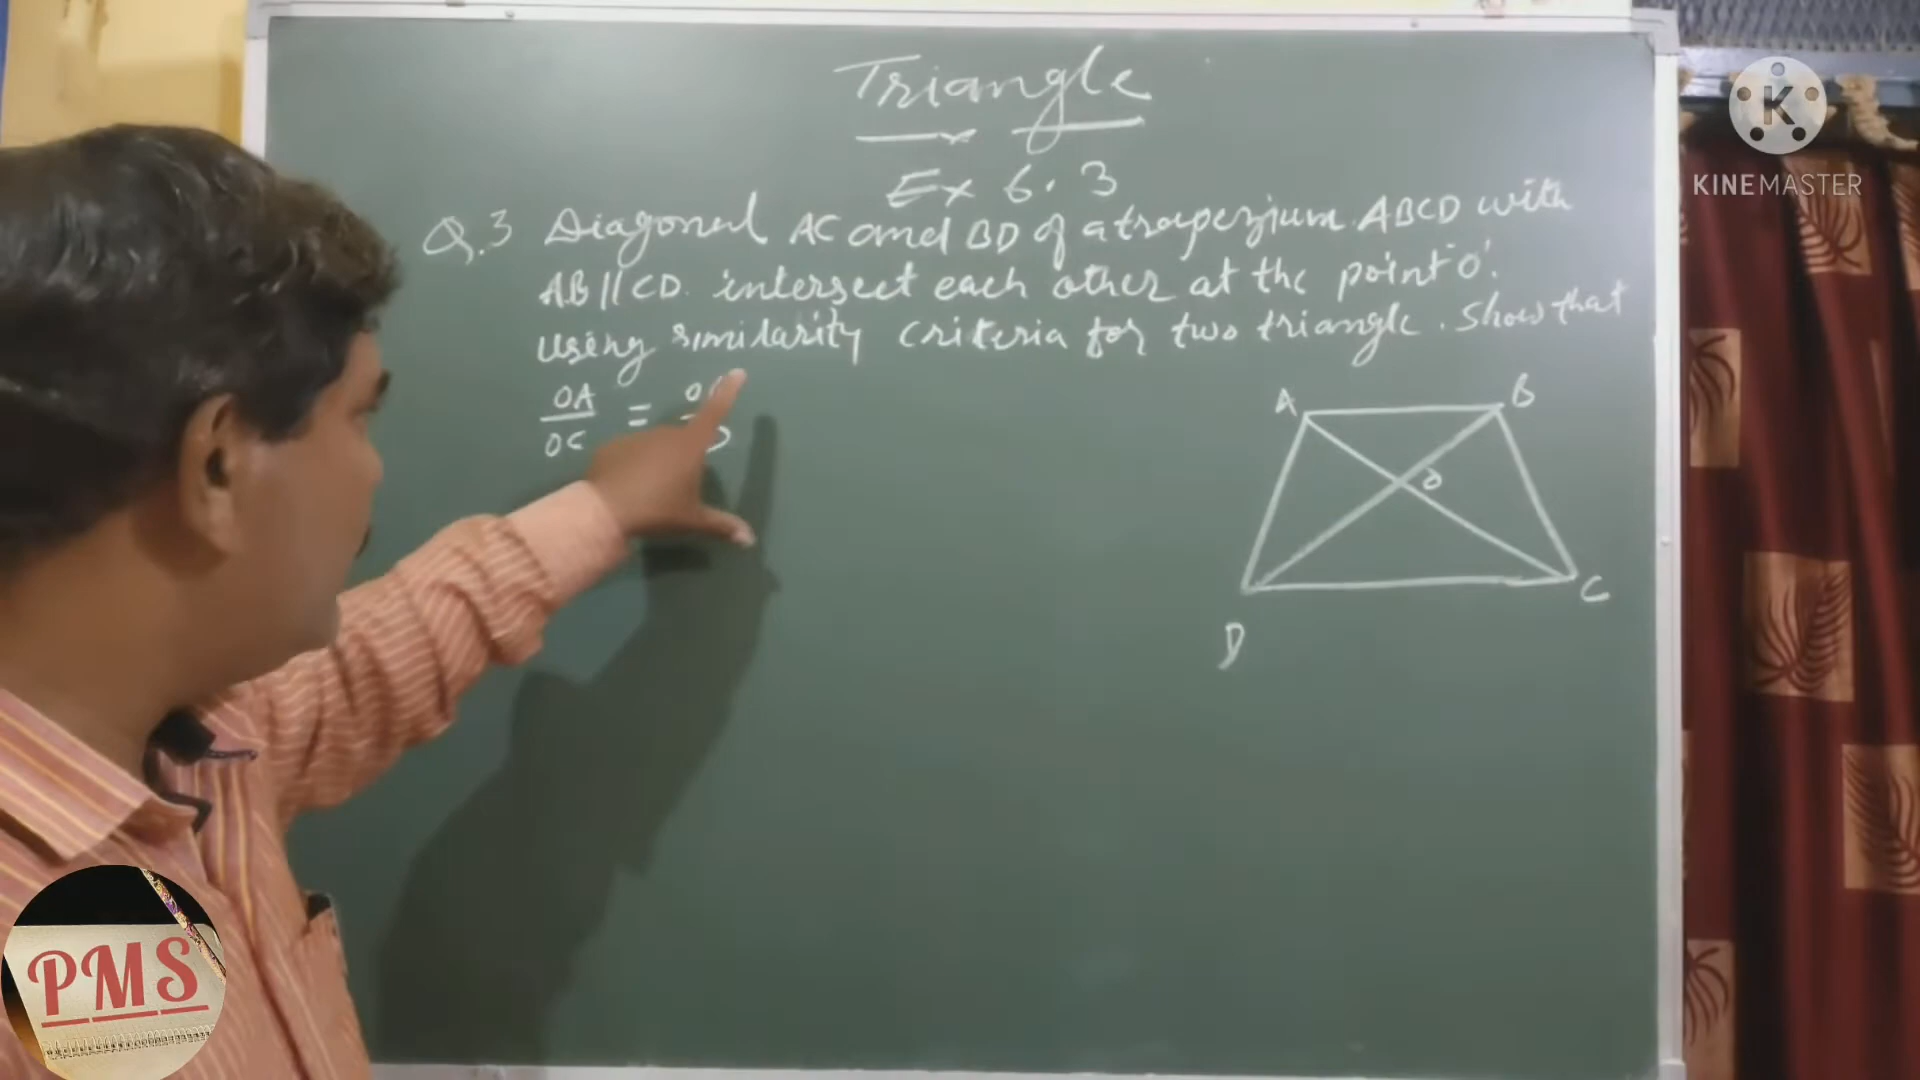 Triangle
Ex 6.3
Q.3 Diagonal AC and BD of a traperzium ABCD with
AB||CD. intersect each other at the point 'O'.
using similarity criteria for two triangle. Show that
OA
OC
=
A
B
O
C
D
KINEMASTER
K
PMS